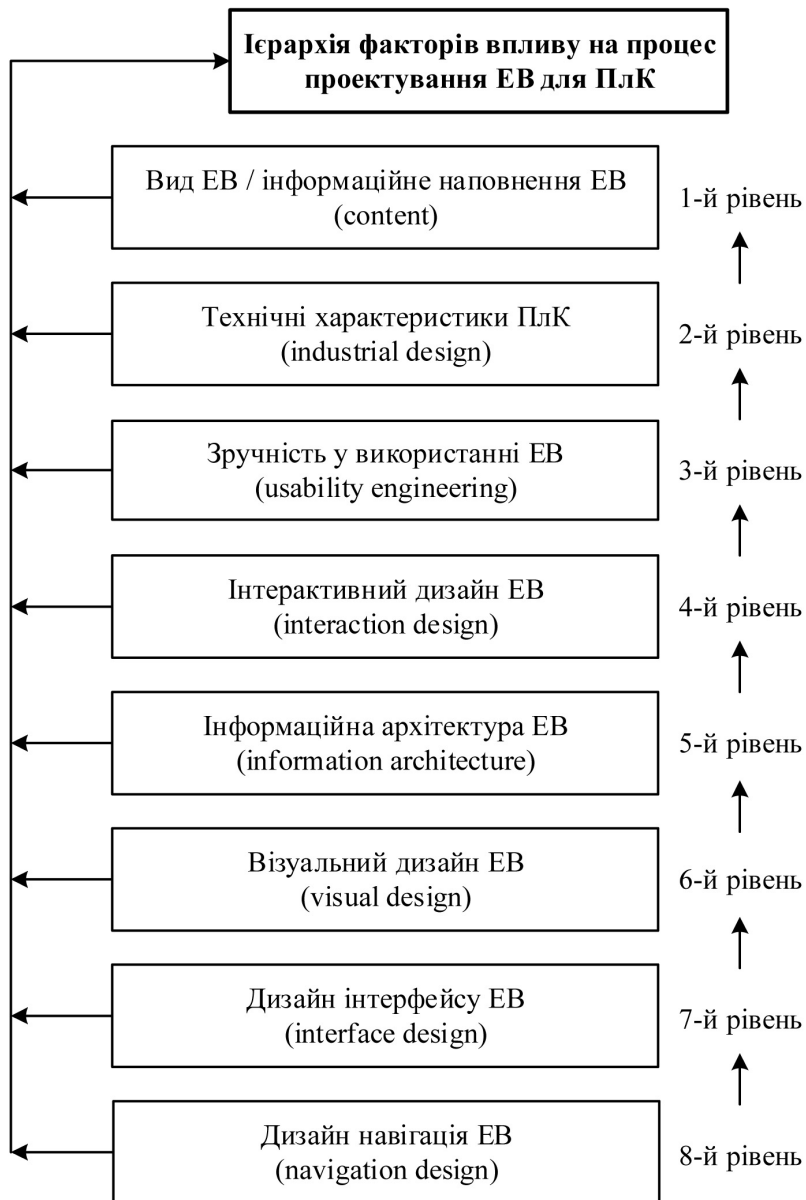 Ієрархія факторів впливу на процес
проектування ЕВ для ПлК
Вид ЕВ / інформаційне наповнення ЕВ
(content)
1-й рівень
Технічні характеристики ПлК
(industrial design)
2-й рівень
Зручність у використанні ЕВ
(usability engineering)
3-й рівень
Інтерактивний дизайн ЕВ
(interaction design)
4-й рівень
Інформаційна архітектура ЕВ
(information architecture)
5-й рівень
Візуальний дизайн ЕВ
(visual design)
6-й рівень
Дизайн інтерфейсу ЕВ
(interface design)
7-й рівень
Дизайн навігація ЕВ
(navigation design)
8-й рівень